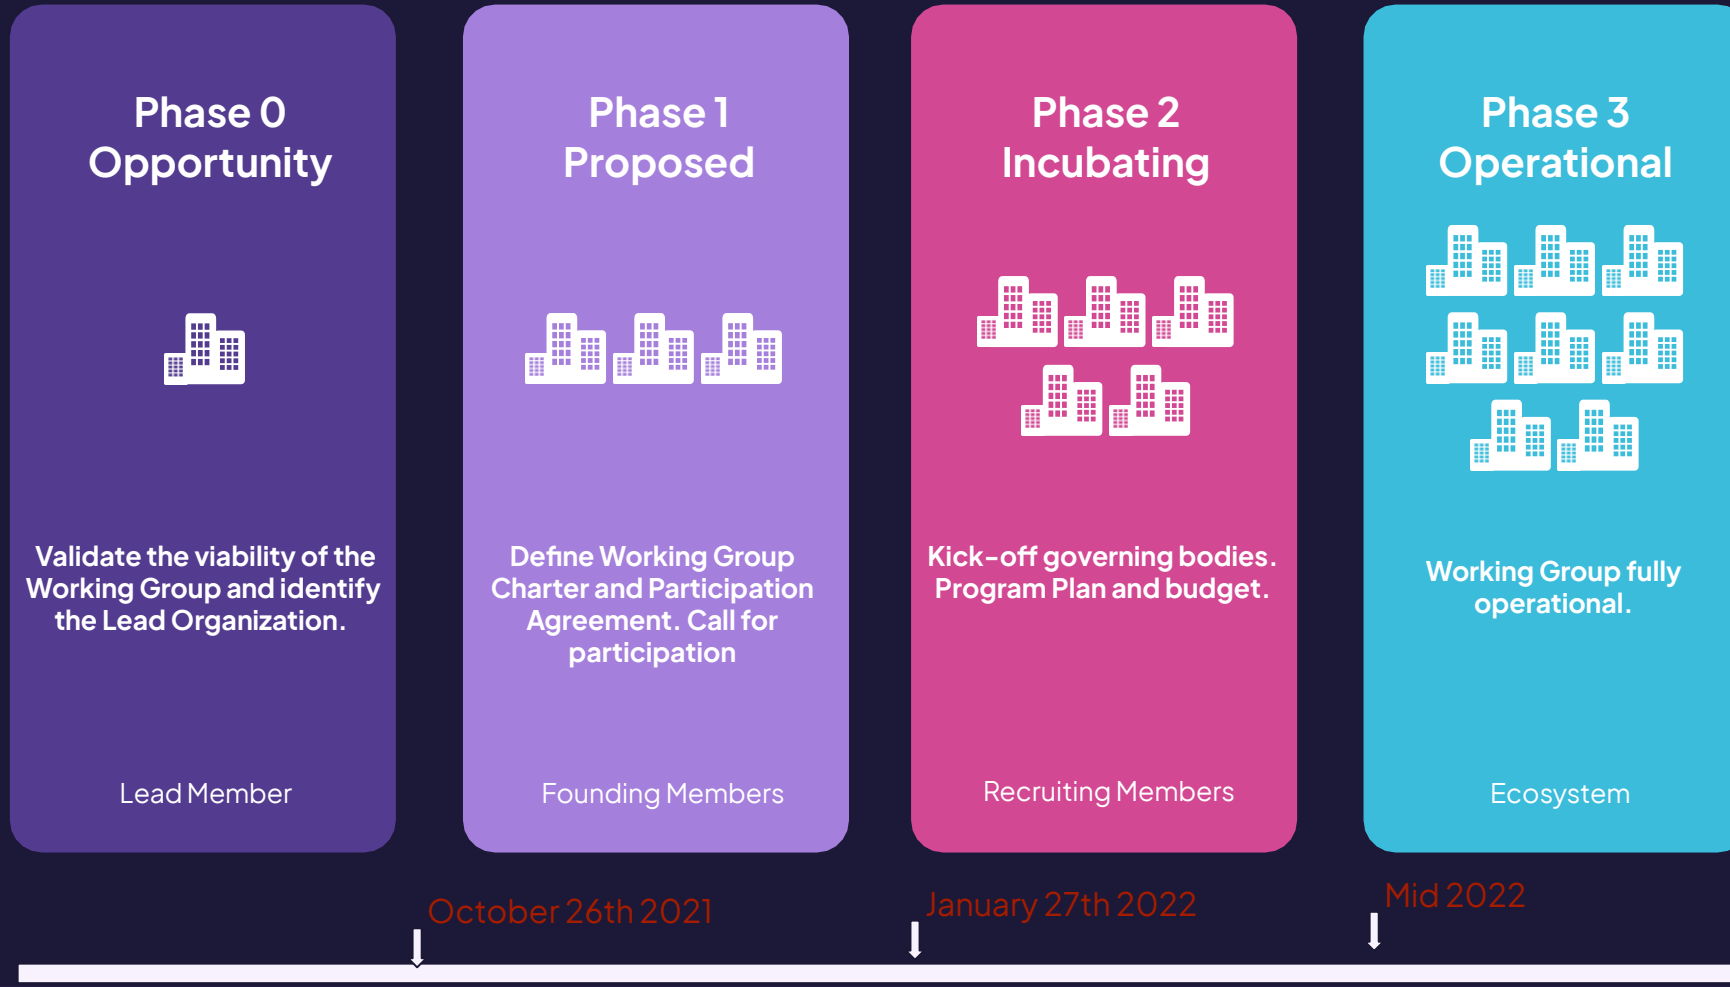 Phase 0
Opportunity
Validate the viability of the
Working Group and identify
the Lead Organization.
Lead Member
Phase 1
Proposed
Define Working Group
Charter and Participation
Agreement. Call for
participation
Founding Members
Phase 2
Incubating
Kick-off governing bodies.
Program Plan and budget.
Recruiting Members
Phase 3
Operational
Working Group fully
operational.
Ecosystem
October 26th 2021
January 27th 2022
Mid 2022